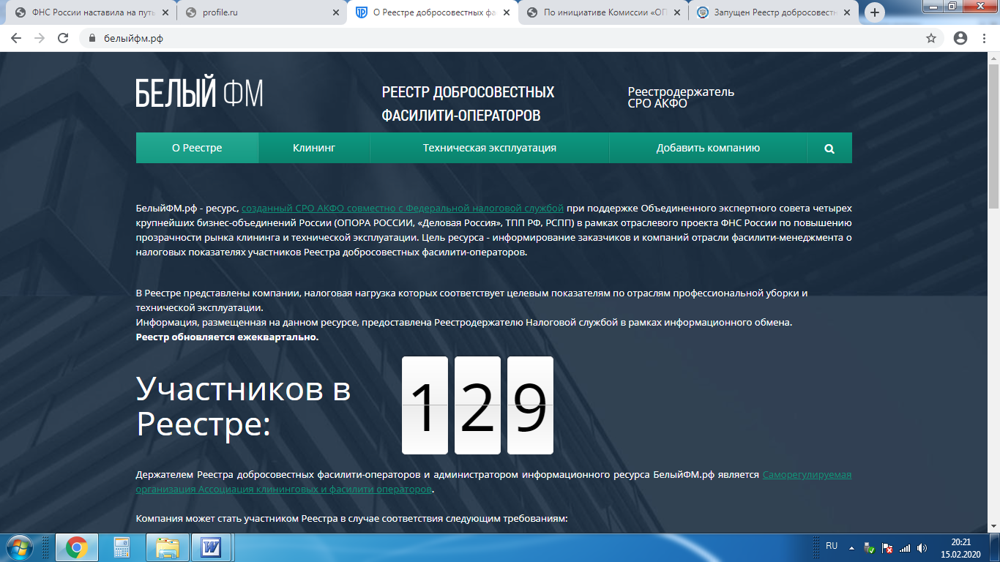 ФНС России наставила на путь
profile.ru
О Реестре добросовестных фа
По инициативе Комиссии «ОП
Запущен Реестр добросовестн
белыйфм.рф
БЕЛЫЙ ФМ
РЕЕСТР ДОБРОСОВЕСТНЫХ
ФАСИЛИТИ-ОПЕРАТОРОВ
Реестродержатель
СРО АКФО
О Реестре
Клининг
Техническая эксплуатация
Добавить компанию
БелыйФМ.рф - ресурс, созданный СРО АКФО совместно с Федеральной налоговой службой при поддержке Объединенного экспертного совета четырех
крупнейших бизнес-объединений России (ОПОРА РОССИИ, «Деловая Россия», ТПП РФ, РСПП) в рамках отраслевого проекта ФНС России по повышению
прозрачности рынка клининга и технической эксплуатации. Цель ресурса - информирование заказчиков и компаний отрасли фасилити-менеджмента о
налоговых показателях участников Реестра добросовестных фасилити-операторов.
В Реестре представлены компании, налоговая нагрузка которых соответствует целевым показателям по отраслям профессиональной уборки и
технической эксплуатации.
Информация, размещенная на данном ресурсе, предоставлена Реестродержателю Налоговой службой в рамках информационного обмена.
Реестр обновляется ежеквартально.
Участников в
Реестре:
129
Держателем Реестра добросовестных фасилити-операторов и администратором информационного ресурса БелыйФМ.рф является Саморегулируемая
организация Ассоциация клининговых и фасилити операторов.
Компания может стать участником Реестра в случае соответствия следующим требованиям:
RU
20:21
15.02.2020